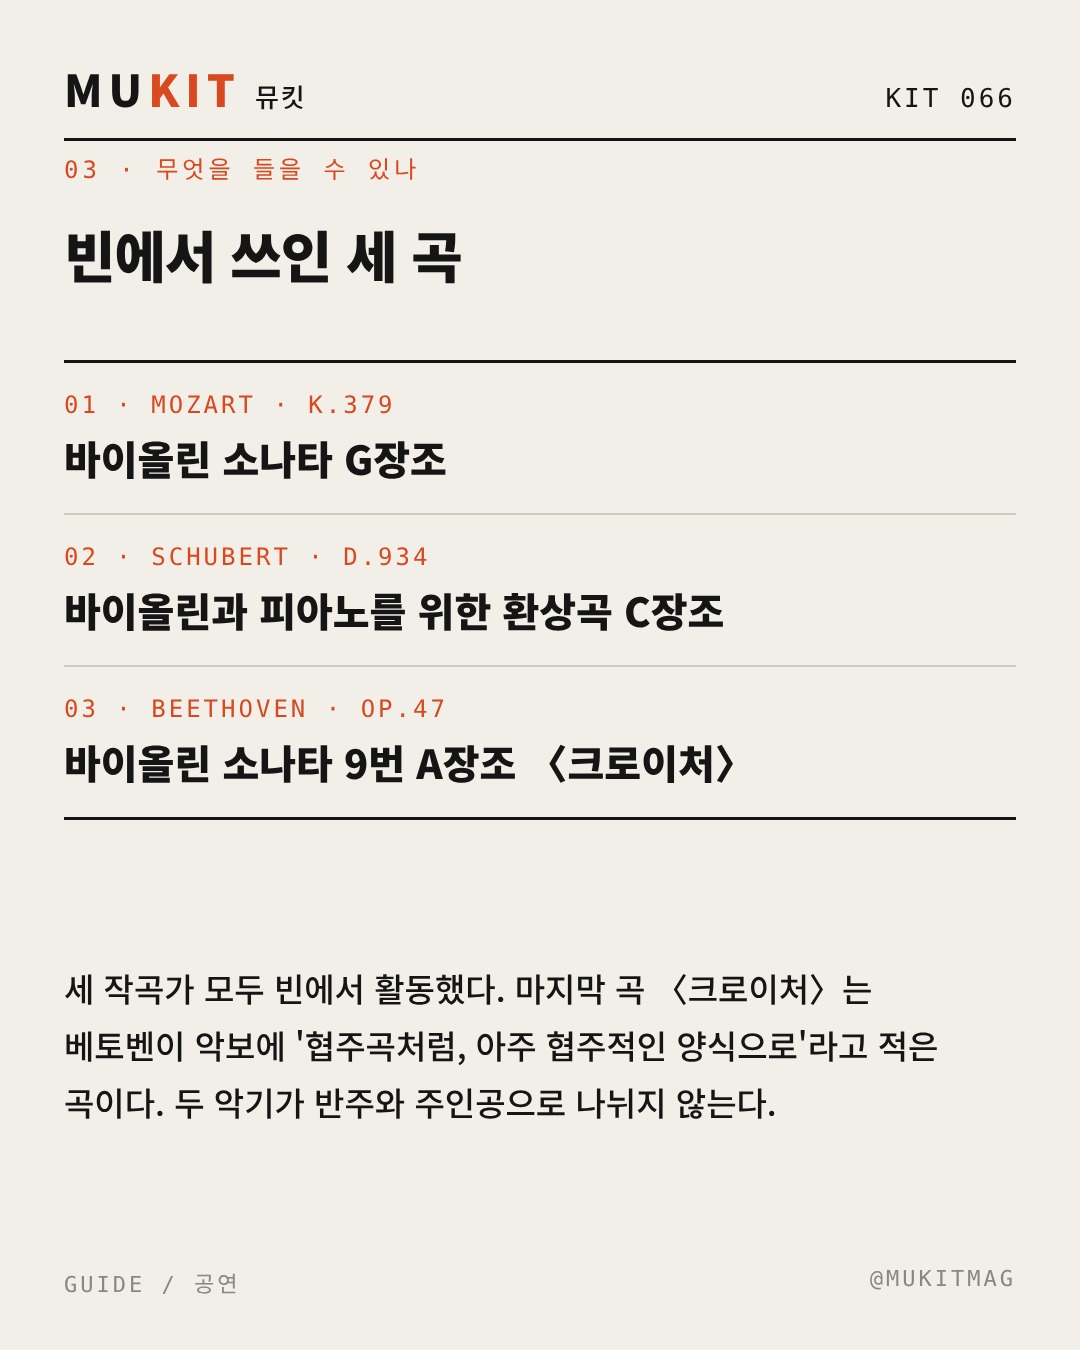 MUKIT 뮤킷
KIT 066
03 · 무엇을 들을 수 있나
빈에서 쓰인 세 곡
01 · MOZART · K.379
바이올린 소나타 G장조
02 · SCHUBERT · D.934
바이올린과 피아노를 위한 환상곡 C장조
03 · BEETHOVEN · OP.47
바이올린 소나타 9번 A장조 〈크로이처〉
세 작곡가 모두 빈에서 활동했다. 마지막 곡 〈크로이처〉는
베토벤이 악보에 '협주곡처럼, 아주 협주적인 양식으로'라고 적은
곡이다. 두 악기가 반주와 주인공으로 나뉘지 않는다.
GUIDE / 공연
@MUKITMAG